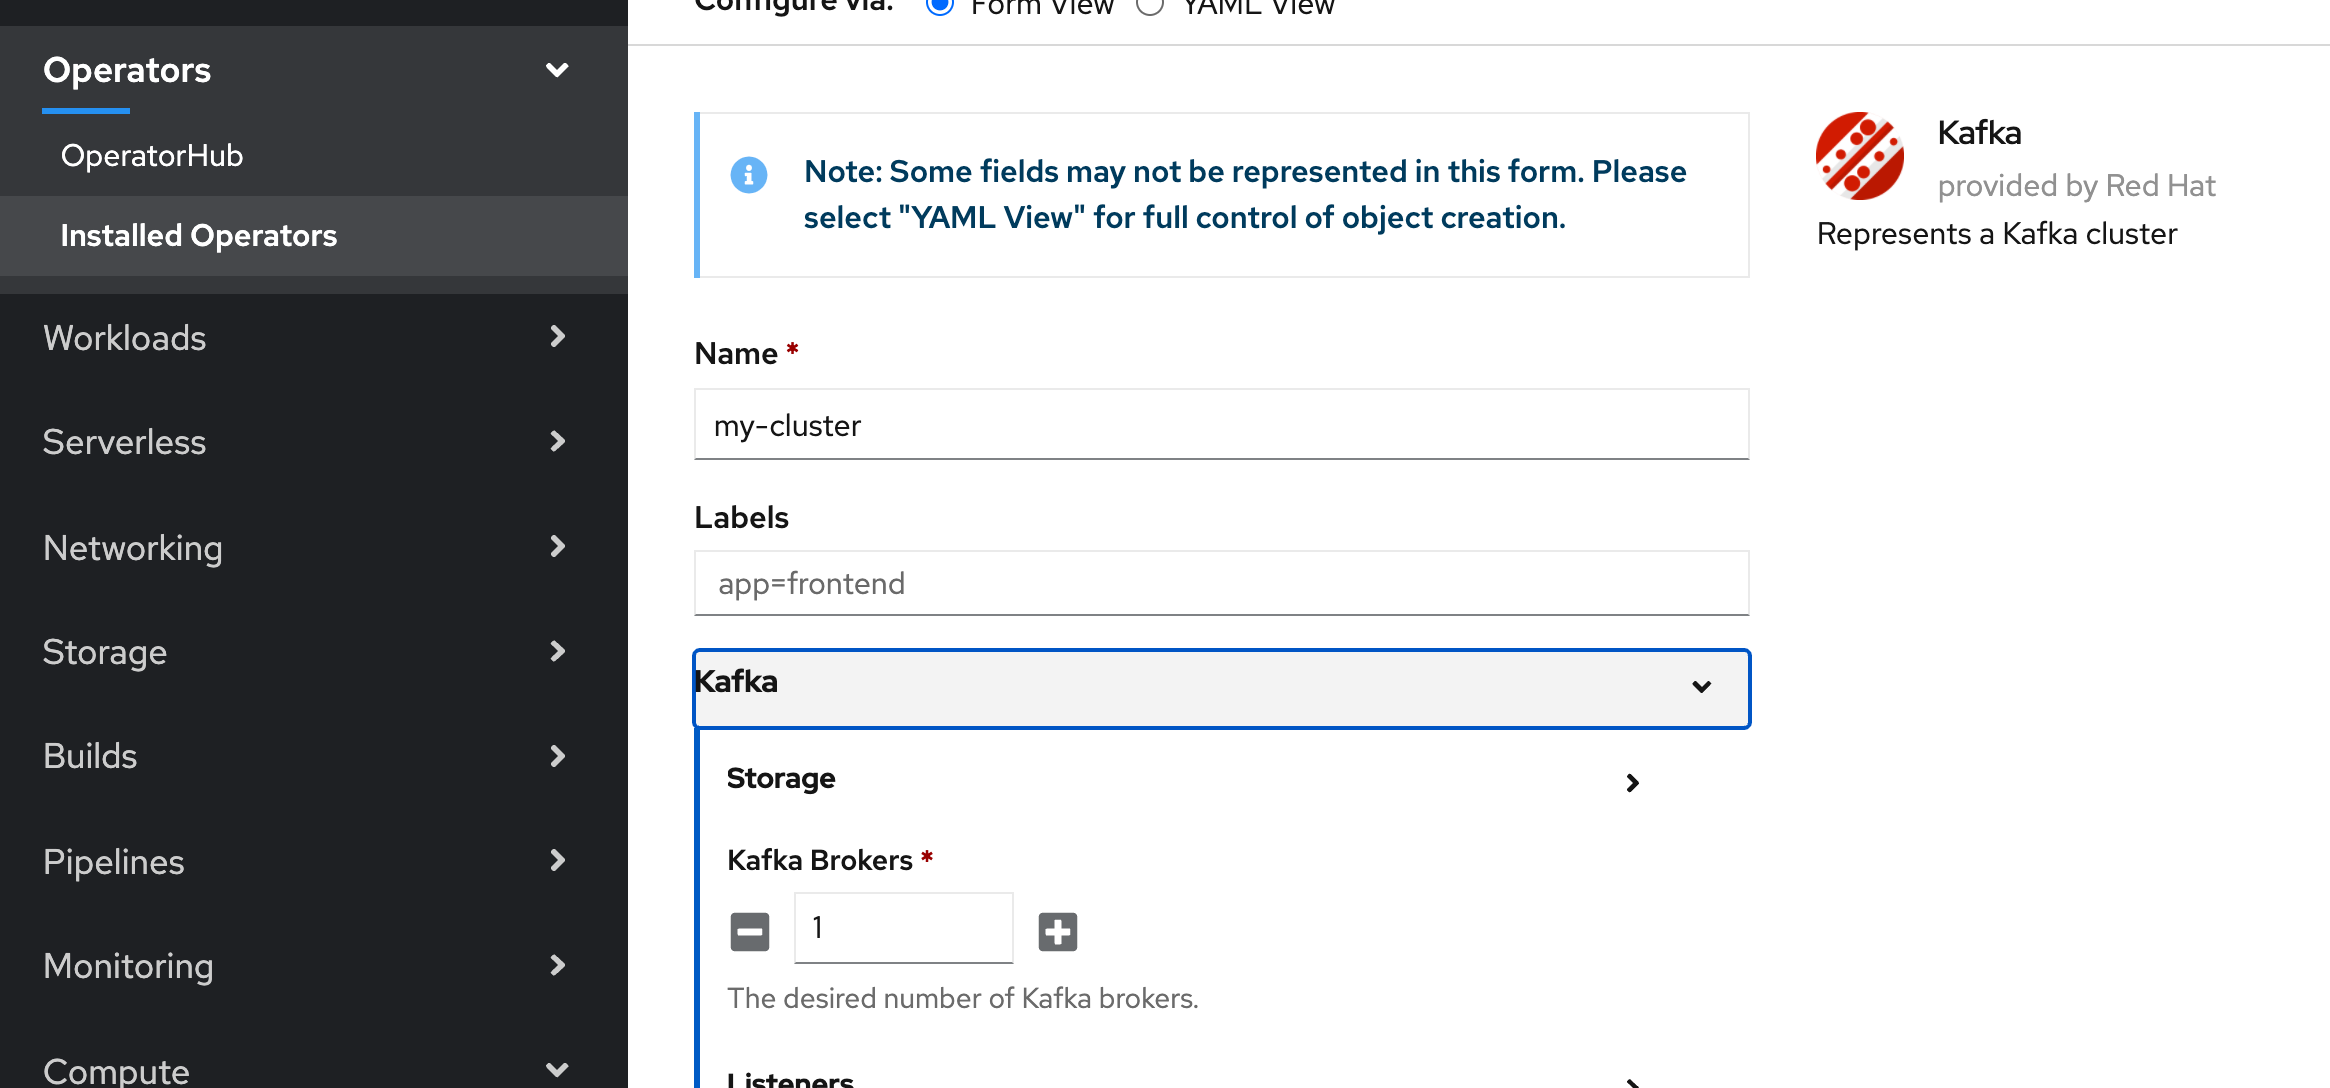 Configure via: Form View YAML View
Operators
OperatorHub
Installed Operators
Workloads
Serverless
Networking
Storage
Builds
Pipelines
Monitoring
Compute
Note: Some fields may not be represented in this form. Please
select "YAML View" for full control of object creation.
Name *
my-cluster
Labels
app=frontend
Kafka
Storage
Kafka Brokers *
1
The desired number of Kafka brokers.
Listeners
Kafka
provided by Red Hat
Represents a Kafka cluster